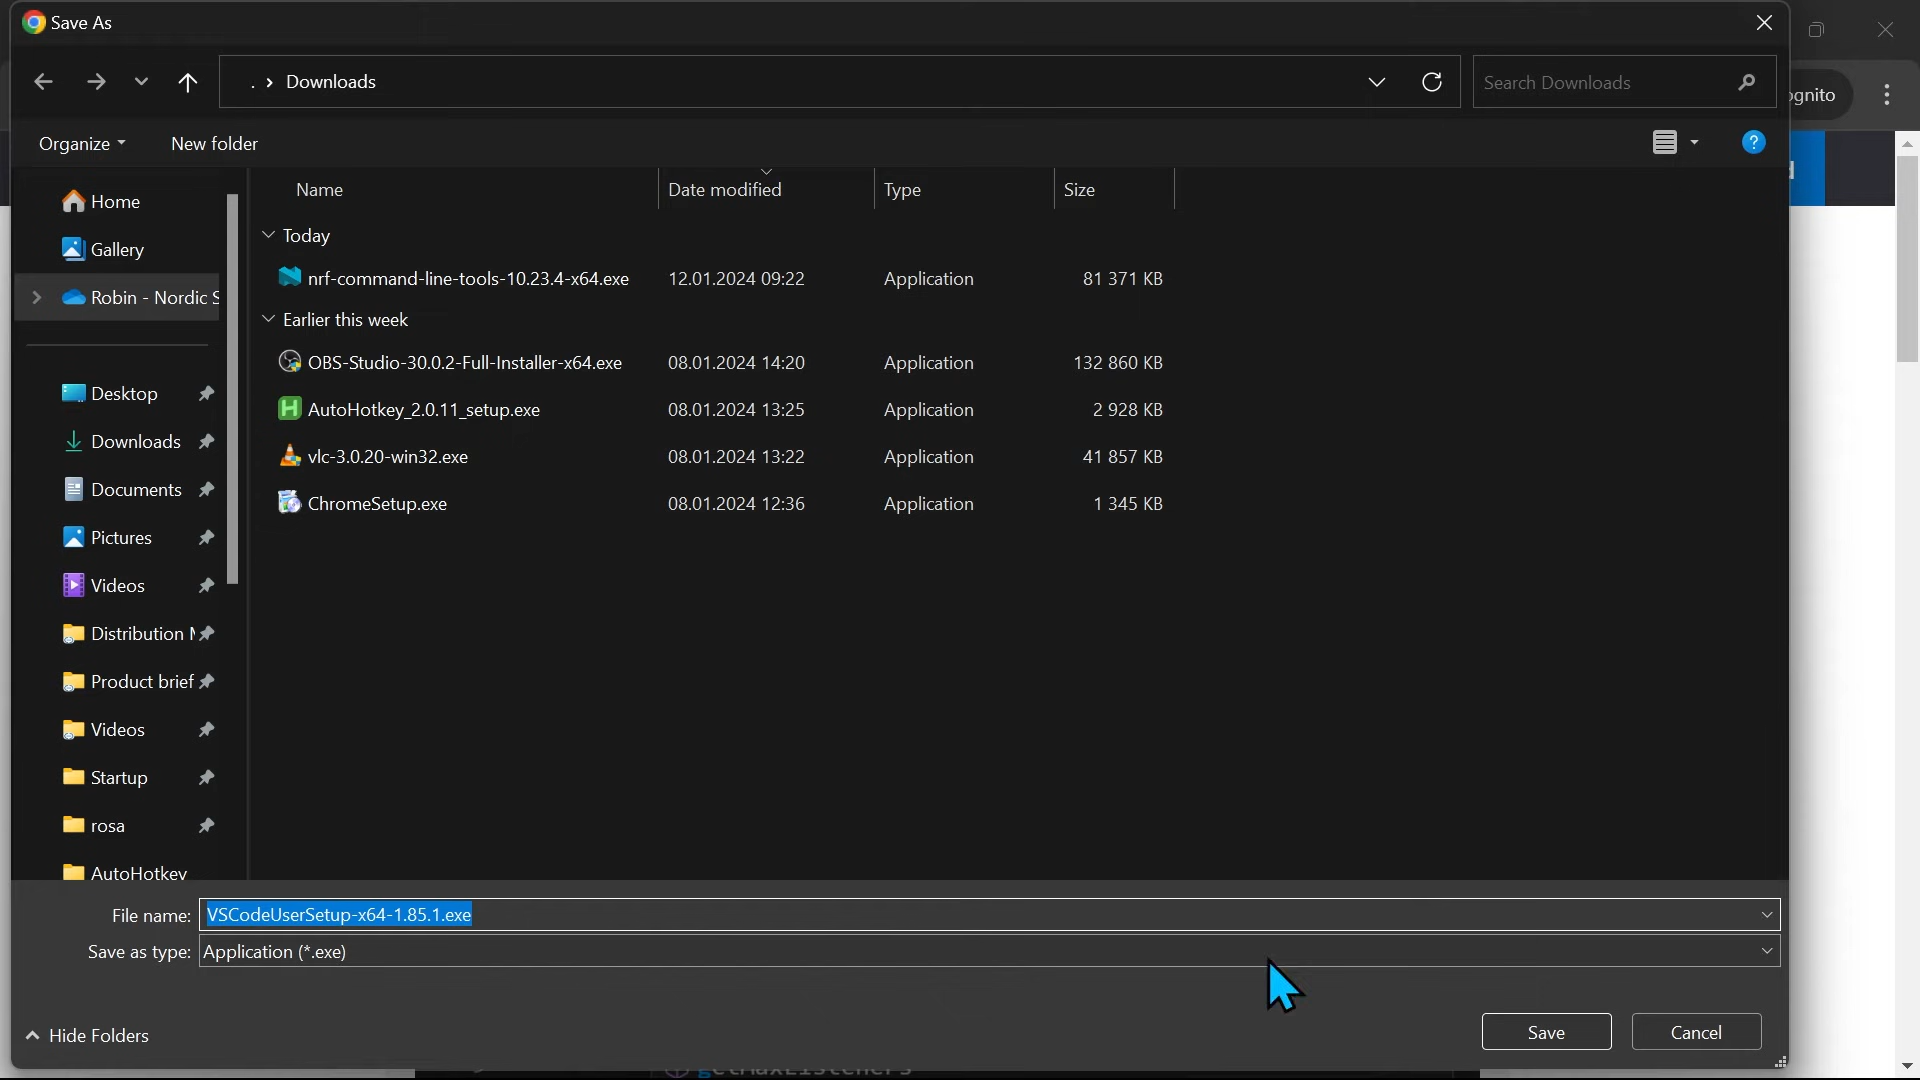 Save As
. › Downloads
Search Downloads
gnito
Organize
New folder
?
Home
Gallery
Robin - Nordic S
Desktop
Downloads
Documents
Pictures
Videos
Distribution
Product brief
Videos
Startup
rosa
AutoHotkey
Name Date modified Type Size
Today
nrf-command-line-tools-10.23.4-x64.exe 12.01.2024 09:22 Application 81 371 KB
Earlier this week
OBS-Studio-30.0.2-Full-Installer-x64.exe 08.01.2024 14:20 Application 132 860 KB
AutoHotkey_2.0.11_setup.exe 08.01.2024 13:25 Application 2 928 KB
vlc-3.0.20-win32.exe 08.01.2024 13:22 Application 41 857 KB
ChromeSetup.exe 08.01.2024 12:36 Application 1 345 KB
File name: VSCodeUserSetup-x64-1.85.1.exe
Save as type: Application (*.exe)
Hide Folders
Save
Cancel
getMaxListeners